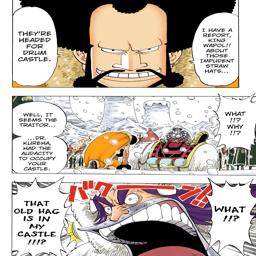 I HAVE A
REPORT,
KING
WAPOL!!
ABOUT
THOSE
IMPUDENT
STRAW
HATS...
THEY'RE
HEADED
FOR
DRUM
CASTLE.
WHAT
!!?
WHY
!!?
WELL, IT
SEEMS THE
TRAITOR...
...DR.
KUREHA,
HAD THE
AUDACITY
TO OCCUPY
YOUR
CASTLE.
WHAT
!!?
THAT
OLD HAG
IS IN
MY
CASTLE
!!!?